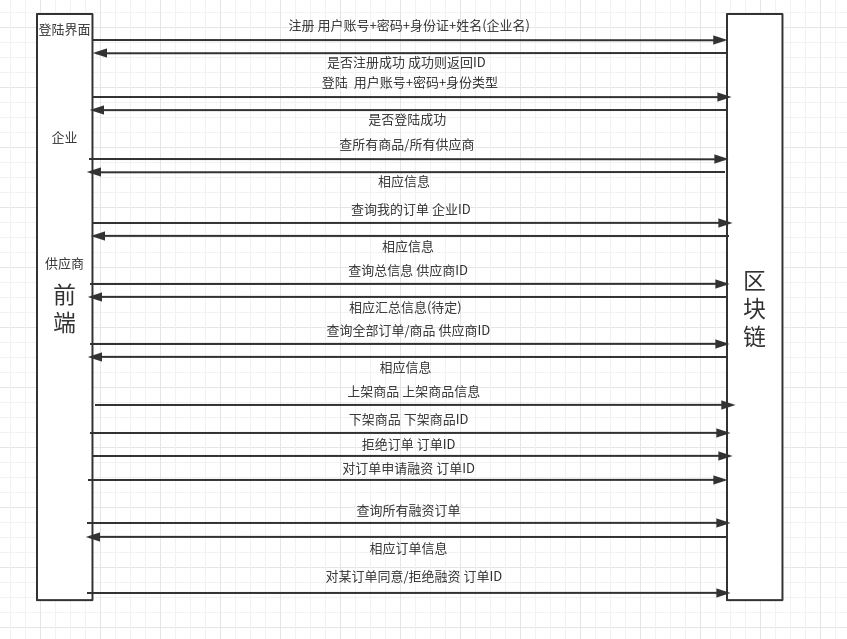 登陆界面
注册 用户账号+密码+身份证+姓名(企业名)
是否注册成功 成功则返回ID
登陆 用户账号+密码+身份类型
是否登陆成功
企业
查所有商品/所有供应商
相应信息
查询我的订单 企业ID
相应信息
供应商
查询总信息 供应商ID
前端
区块链
相应汇总信息(待定)
查询全部订单/商品 供应商ID
相应信息
上架商品 上架商品信息
下架商品 下架商品ID
拒绝订单 订单ID
对订单申请融资 订单ID
查询所有融资订单
相应订单信息
对某订单同意/拒绝融资 订单ID